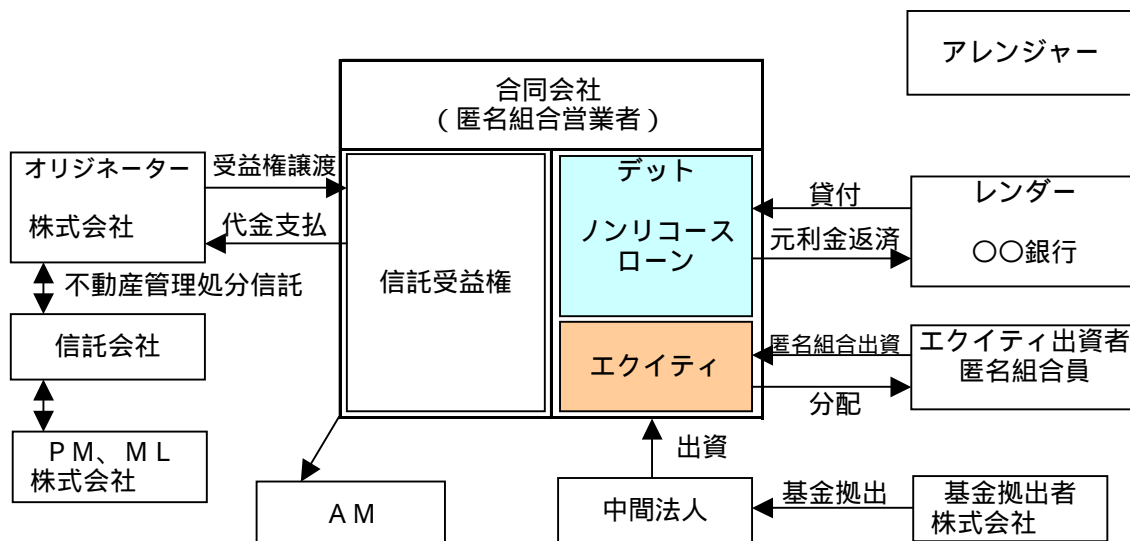 アレンジャー
合同会社
（匿名組合営業者）
オリジネーター
株式会社
受益権譲渡
代金支払
信託受益権
デット
ノンリコース
ローン
貸付
元利金返済
レンダー
〇〇銀行
不動産管理処分信託
信託会社
エクイティ
匿名組合出資
分配
エクイティ出資者
匿名組合員
ＰＭ、ＭＬ
株式会社
出資
ＡＭ
中間法人
基金拠出
基金拠出者
株式会社